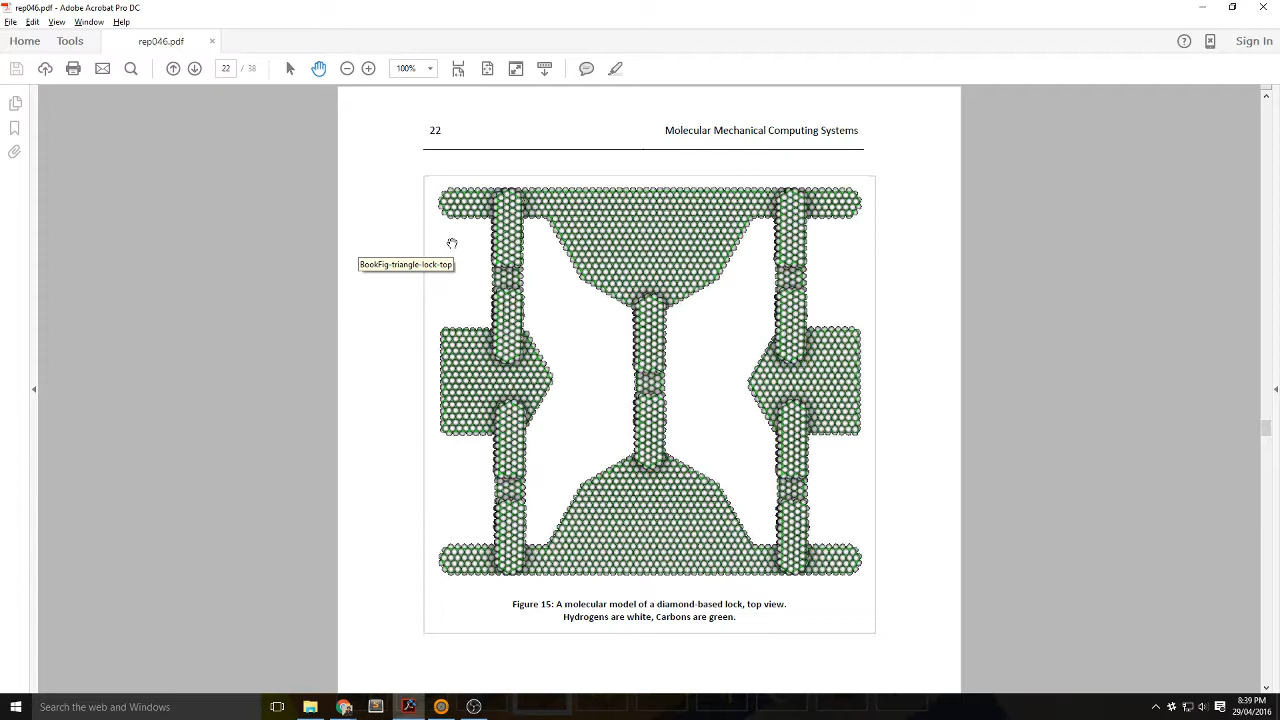 rep046.pdf - Adobe Acrobat Pro DC
File Edit View Window Help
Home Tools rep046.pdf × Sign In
22 / 38 100%
22 Molecular Mechanical Computing Systems
BookFig-triangle-lock-top
Figure 15: A molecular model of a diamond-based lock, top view.
Hydrogens are white, Carbons are green.
Search the web and Windows
8:39 PM
29/04/2016